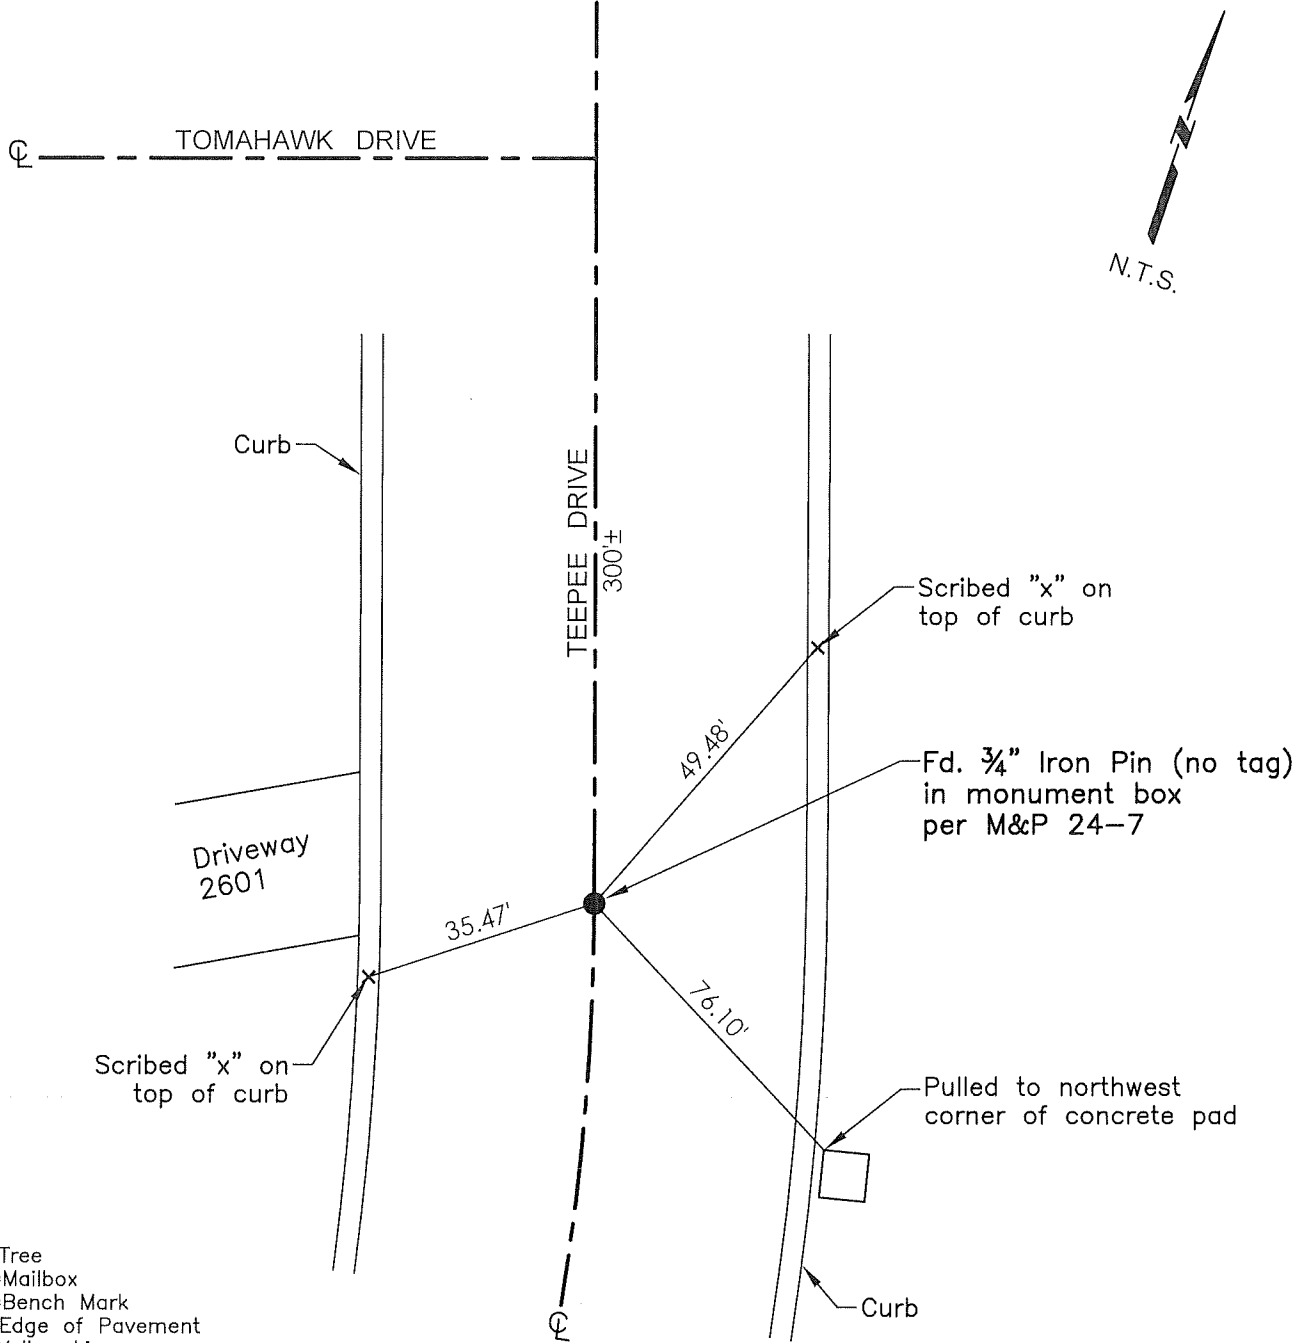 ℄
TOMAHAWK DRIVE
N
N.T.S.
Curb
TEEPEE DRIVE
300'±
Scribed "x" on
top of curb
49.48'
Fd. ¾" Iron Pin (no tag)
in monument box
per M&P 24-7
Driveway
2601
35.47'
76.10'
Scribed "x" on
top of curb
Pulled to northwest
corner of concrete pad
Tree
Mailbox
Bench Mark
Edge of Pavement
Curb
℄